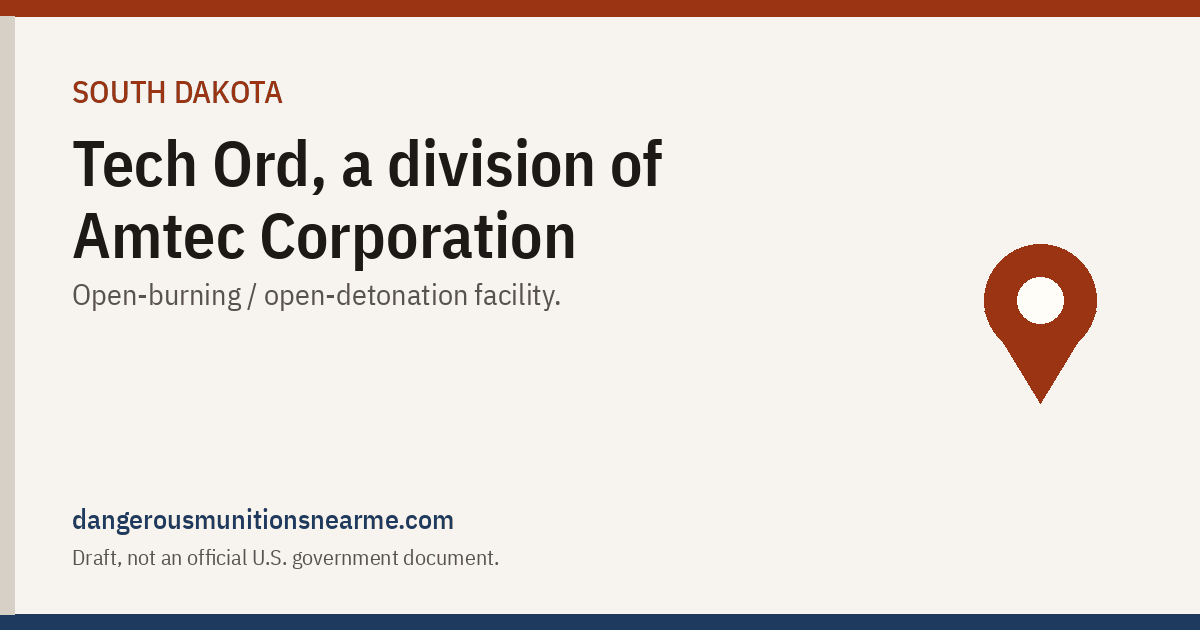 SOUTH DAKOTA
Tech Ord, a division of
Amtec Corporation
Open-burning / open-detonation facility.
dangerousmunitionsnearme.com
Draft, not an official U.S. government document.